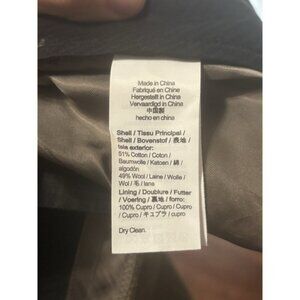 Made in China
Fabriqué en Chine
Hergestellt in China
Vervaardigd in China
中国製
hecho en china
Shell / Tissu Principal /
Shell / Bovenstof / 表地 /
tela exterior:
51% Cotton / Coton /
Baumwolle / Katoen / 綿 /
algodón
49% Wool / Laine / Wolle /
Wol / 毛 / lana
Lining / Doublure / Futter
/ Voering / 裏地 / forro:
100% Cupro / Cupro / Cupro
/ Cupro / キュプラ / cupro
Dry Clean.